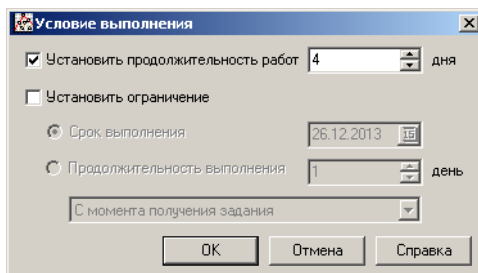 Условие выполнения
Установить продолжительность работ 4 дня
Установить ограничение
Срок выполнения 26.12.2013 15
Продолжительность выполнения 1 день
С момента получения задания
OK Отмена Справка